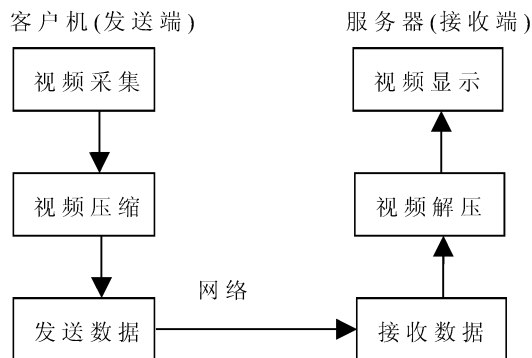 客户机(发送端)
服务器(接收端)
视频采集
视频显示
视频压缩
视频解压
网络
发送数据
接收数据